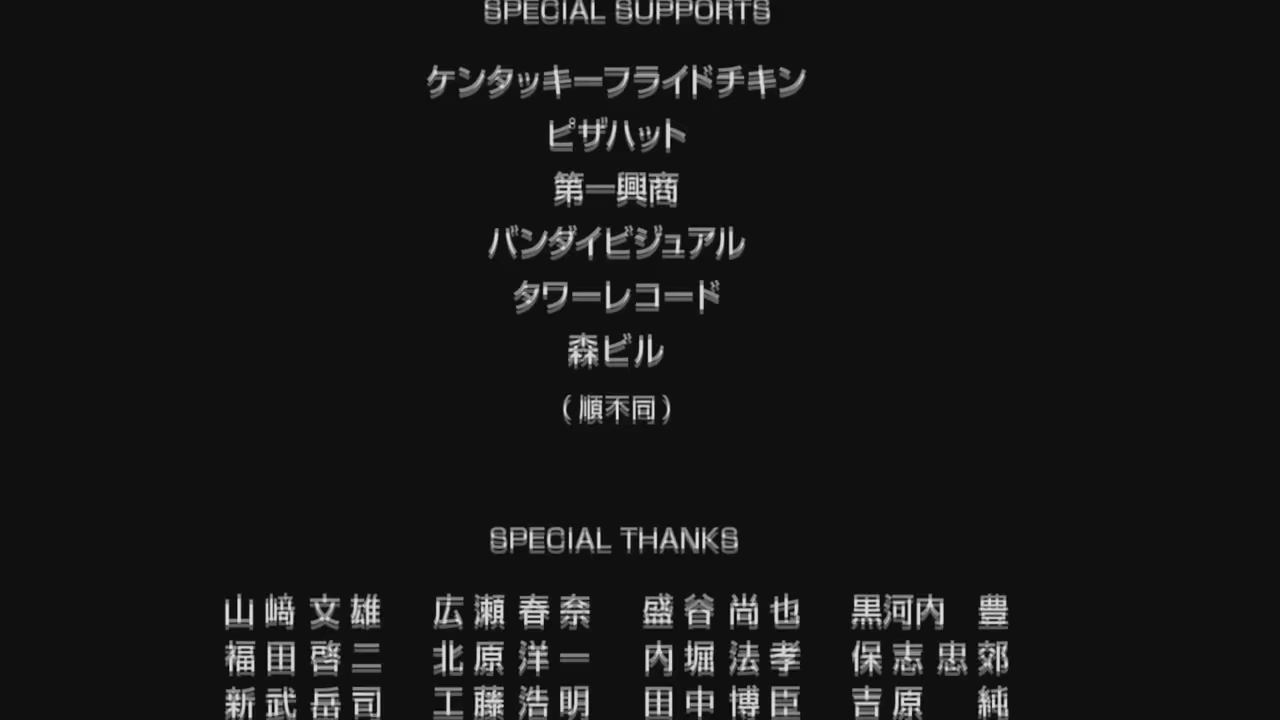 SPECIAL SUPPORTS
ケンタッキーフライドチキン
ピザハット
第一興商
バンダイビジュアル
タワーレコード
森ビル
（順不同）
SPECIAL THANKS
山﨑文雄 広瀬春奈 盛谷尚也 黒河内 豊
福田啓二 北原洋一 内堀法孝 保志忠郊
新武岳司 工藤浩明 田中博臣 吉原 純